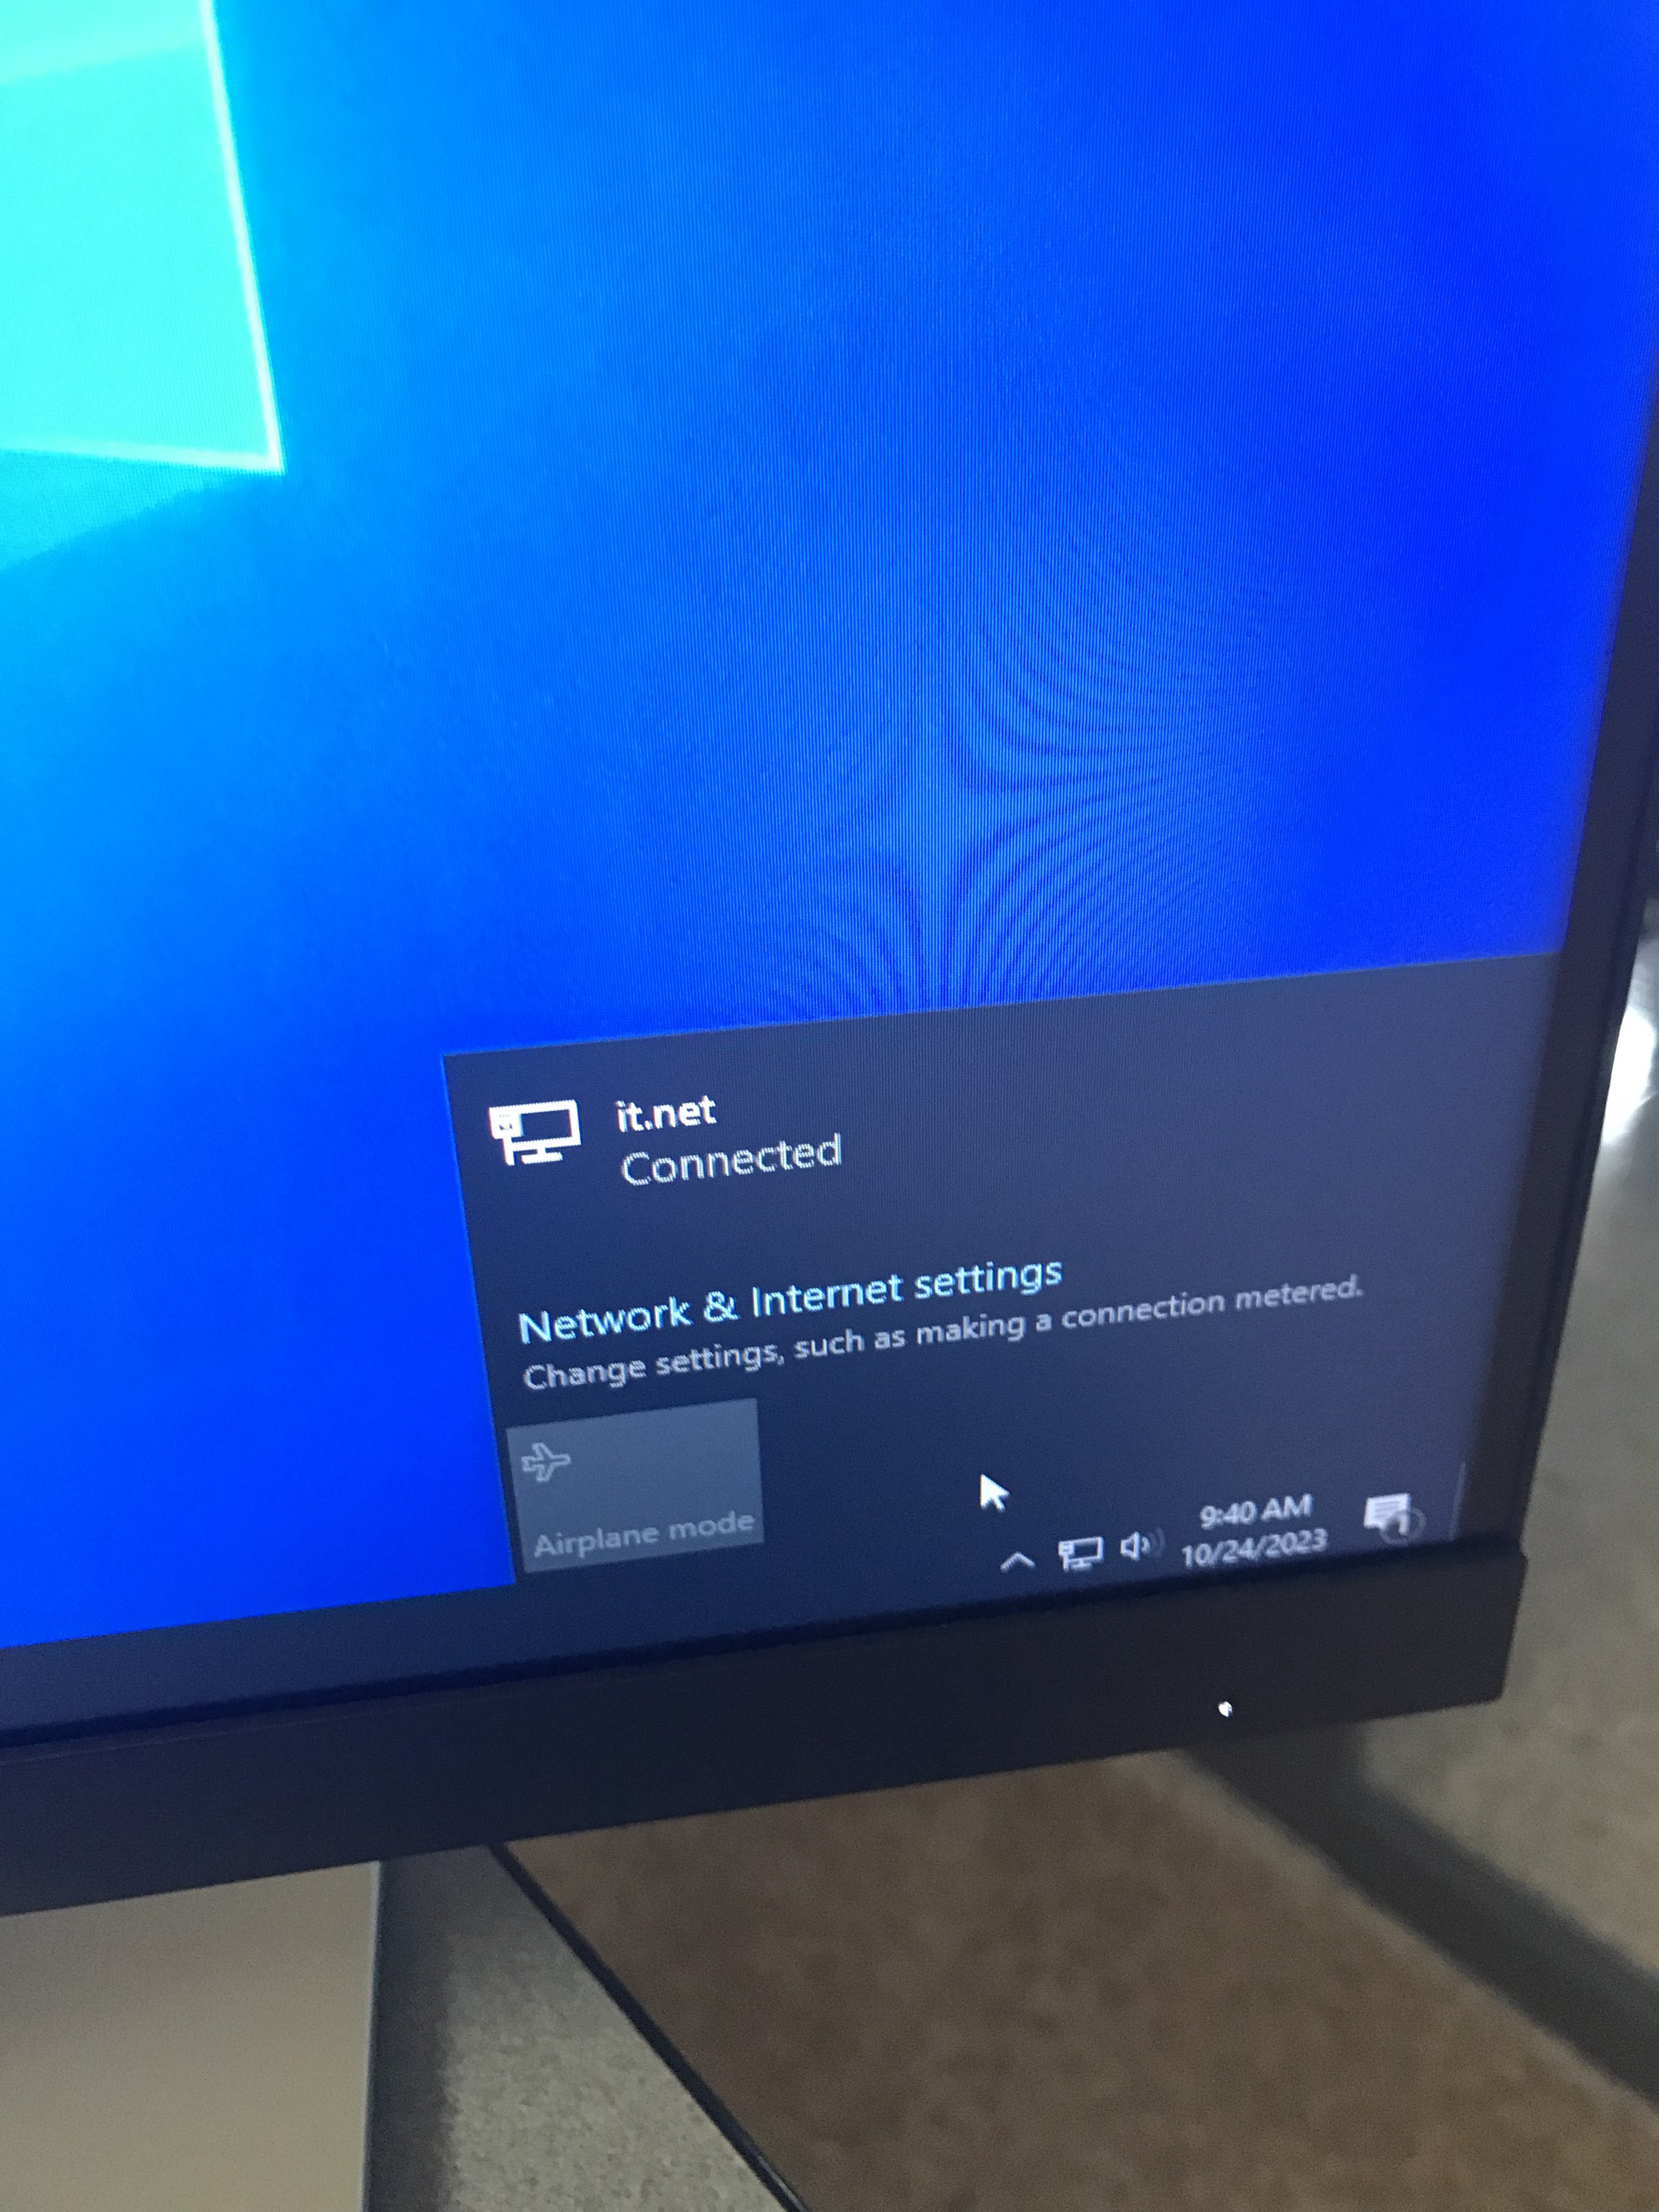 it.net
Connected
Network & Internet settings
Change settings, such as making a connection metered.
Airplane mode
9:40 AM
10/24/2023
1